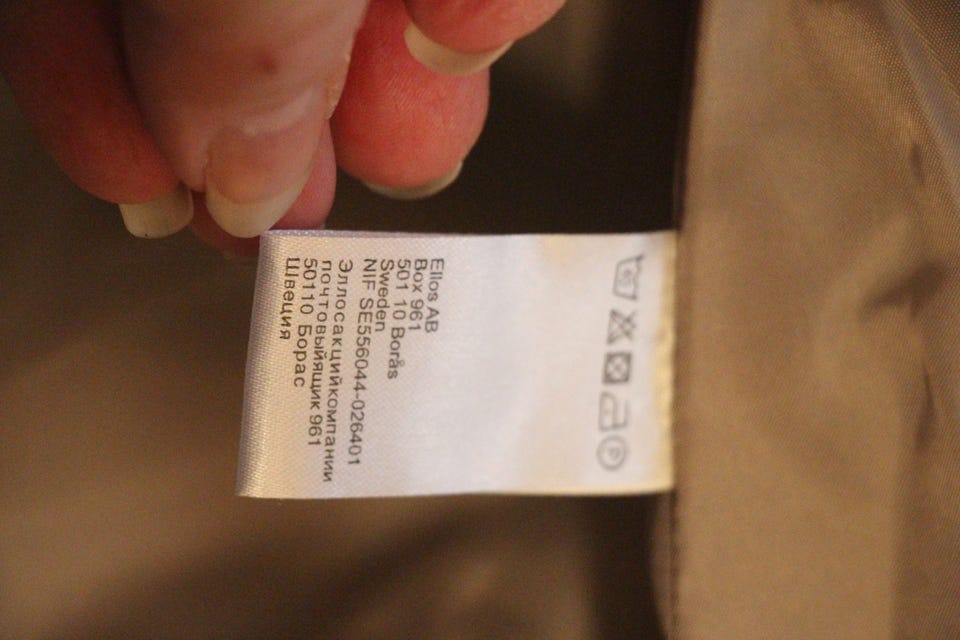 Ellos AB
Box 961
501 10 Borås
Sweden
NIF SE556044-026401
Эллосакцийкомпании
почтовыйящик 961
50110 Борас
Швеция
P